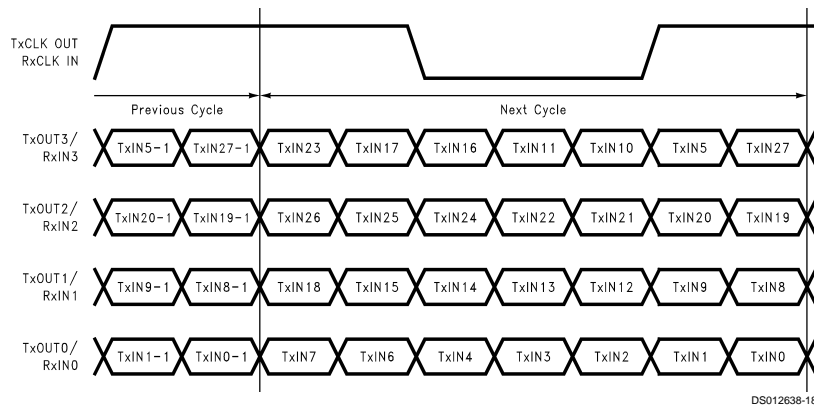 TxCLK OUT
RxCLK IN
Previous Cycle
Next Cycle
TxOUT3/
RxIN3
TxIN5-1 TxIN27-1 TxIN23 TxIN17 TxIN16 TxIN11 TxIN10 TxIN5 TxIN27
TxOUT2/
RxIN2
TxIN20-1 TxIN19-1 TxIN26 TxIN25 TxIN24 TxIN22 TxIN21 TxIN20 TxIN19
TxOUT1/
RxIN1
TxIN9-1 TxIN8-1 TxIN18 TxIN15 TxIN14 TxIN13 TxIN12 TxIN9 TxIN8
TxOUT0/
RxIN0
TxIN1-1 TxIN0-1 TxIN7 TxIN6 TxIN4 TxIN3 TxIN2 TxIN1 TxIN0
DS012638-18